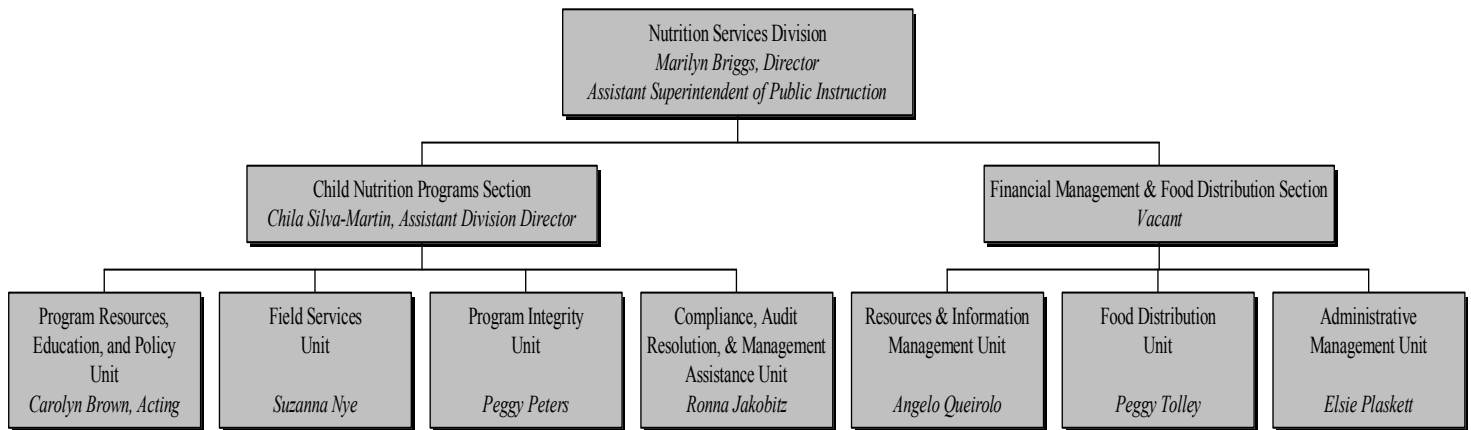 Nutrition Services Division
Marilyn Briggs, Director
Assistant Superintendent of Public Instruction
Child Nutrition Programs Section
Chila Silva-Martin, Assistant Division Director
Financial Management & Food Distribution Section
Vacant
Program Resources,
Education, and Policy
Unit
Carolyn Brown, Acting
Field Services
Unit
Suzanna Nye
Program Integrity
Unit
Peggy Peters
Compliance, Audit
Resolution, & Management
Assistance Unit
Ronna Jakobitz
Resources & Information
Management Unit
Angelo Queirolo
Food Distribution
Unit
Peggy Tolley
Administrative
Management Unit
Elsie Plaskett